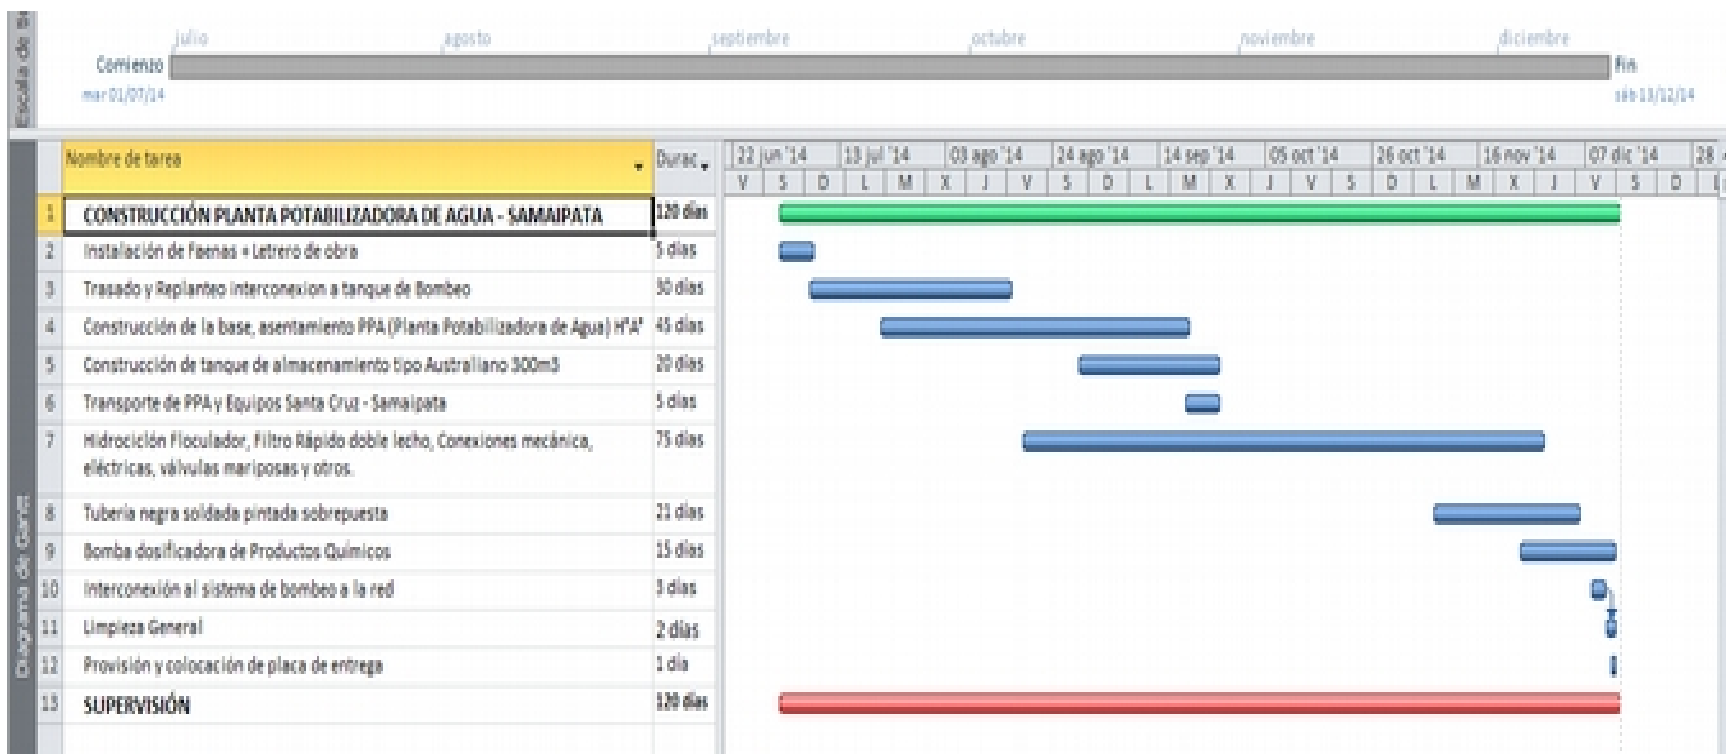 Escala de
julio agosto septiembre octubre noviembre diciembre
Comienzo Fin
mar 01/07/14 sáb 13/12/14
Diagrama de Gantt
Nombre de tarea Durac
22 jun '14 13 jul '14 03 ago '14 24 ago '14 14 sep '14 05 oct '14 26 oct '14 16 nov '14 07 dic '14 28
V S D L M X J V S D L M X J V S D L M X J V S D L
1 CONSTRUCCIÓN PLANTA POTABILIZADORA DE AGUA - SAMAIPATA 120 días
2 Instalación de Faenas + Letrero de obra 5 días
3 Trasado y Replanteo interconexion a tanque de Bombeo 30 días
4 Construcción de la base, asentamiento PPA (Planta Potabilizadora de Agua) H°A° 45 días
5 Construcción de tanque de almacenamiento tipo Australiano 300m3 20 días
6 Transporte de PPA y Equipos Santa Cruz - Samaipata 5 días
7 Hidrociclón Floculador, Filtro Rápido doble lecho, Conexiones mecánica, 75 días
eléctricas, válvulas mariposas y otros.
8 Tuberia negra soldada pintada sobrepuesta 21 días
9 Bomba dosificadora de Productos Químicos 15 días
10 Interconexión al sistema de bombeo a la red 3 días
11 Limpieza General 2 días
12 Provisión y colocación de placa de entrega 1 día
13 SUPERVISIÓN 120 días